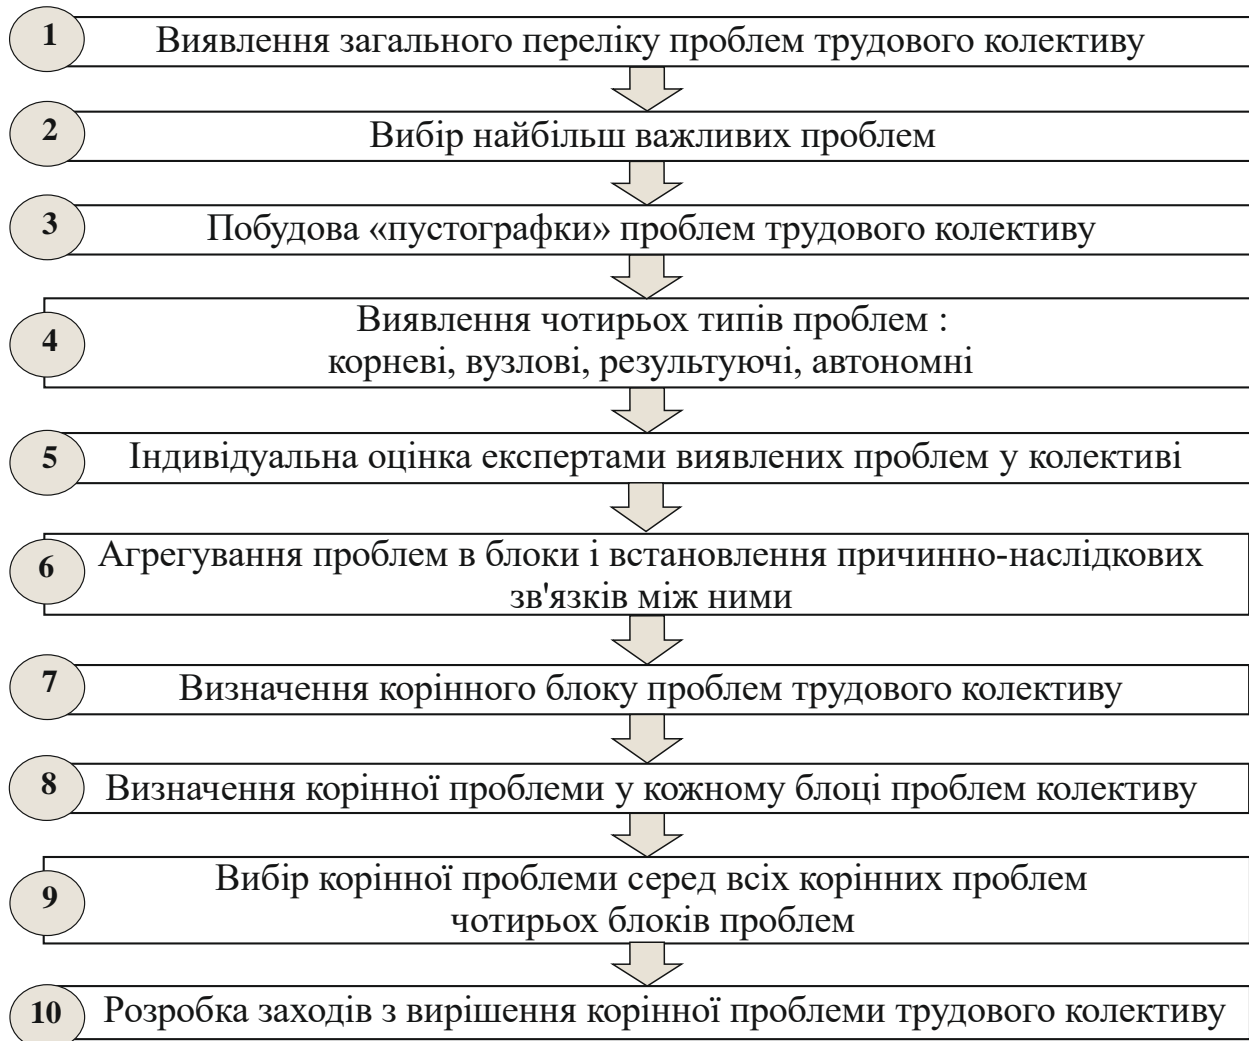 1 Виявлення загального переліку проблем трудового колективу
2 Вибір найбільш важливих проблем
3 Побудова «пустографки» проблем трудового колективу
4 Виявлення чотирьох типів проблем :
корневі, вузлові, результуючі, автономні
5 Індивідуальна оцінка експертами виявлених проблем у колективі
6 Агрегування проблем в блоки і встановлення причинно-наслідкових
зв'язків між ними
7 Визначення корінного блоку проблем трудового колективу
8 Визначення корінної проблеми у кожному блоці проблем колективу
9 Вибір корінної проблеми серед всіх корінних проблем
чотирьох блоків проблем
10 Розробка заходів з вирішення корінної проблеми трудового колективу